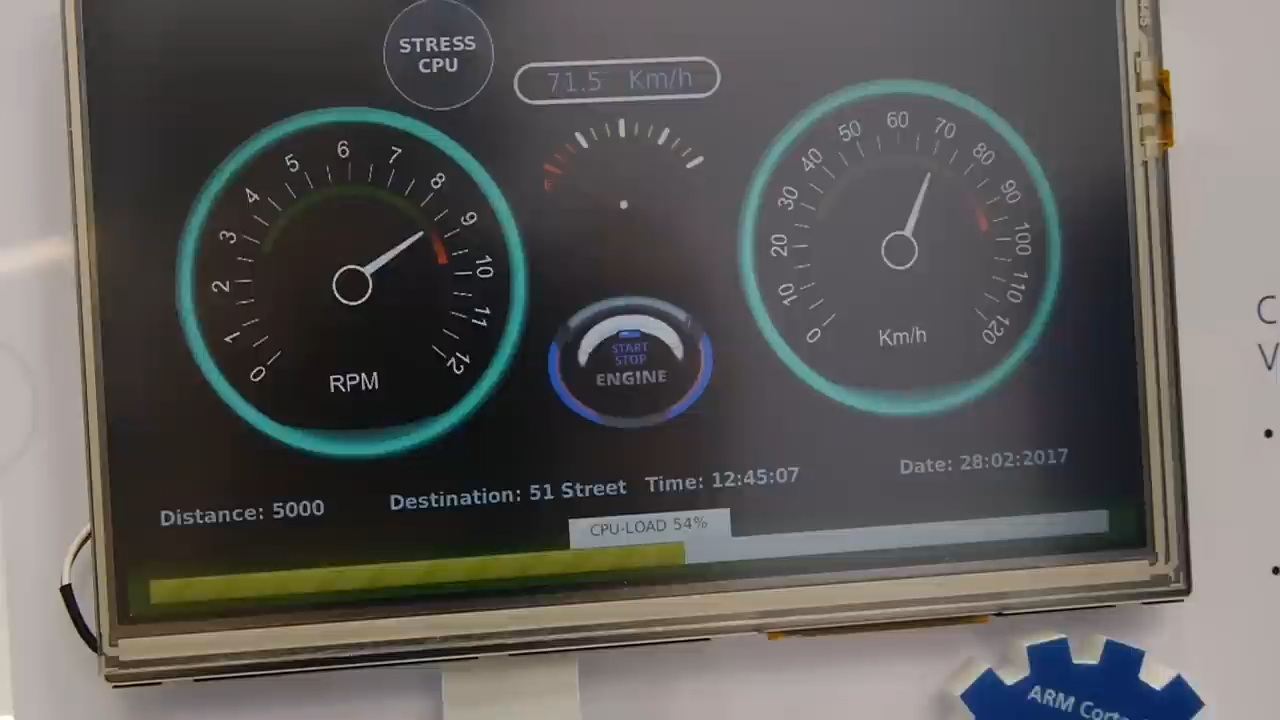 STRESS
CPU
71.5 Km/h
0 1 2 3 4 5 6 7 8 9 10 11 12
RPM
START
STOP
ENGINE
0 10 20 30 40 50 60 70 80 90 100 110 120
Km/h
Distance: 5000 Destination: 51 Street Time: 12:45:07 Date: 28:02:2017
CPU-LOAD 54%
ARM